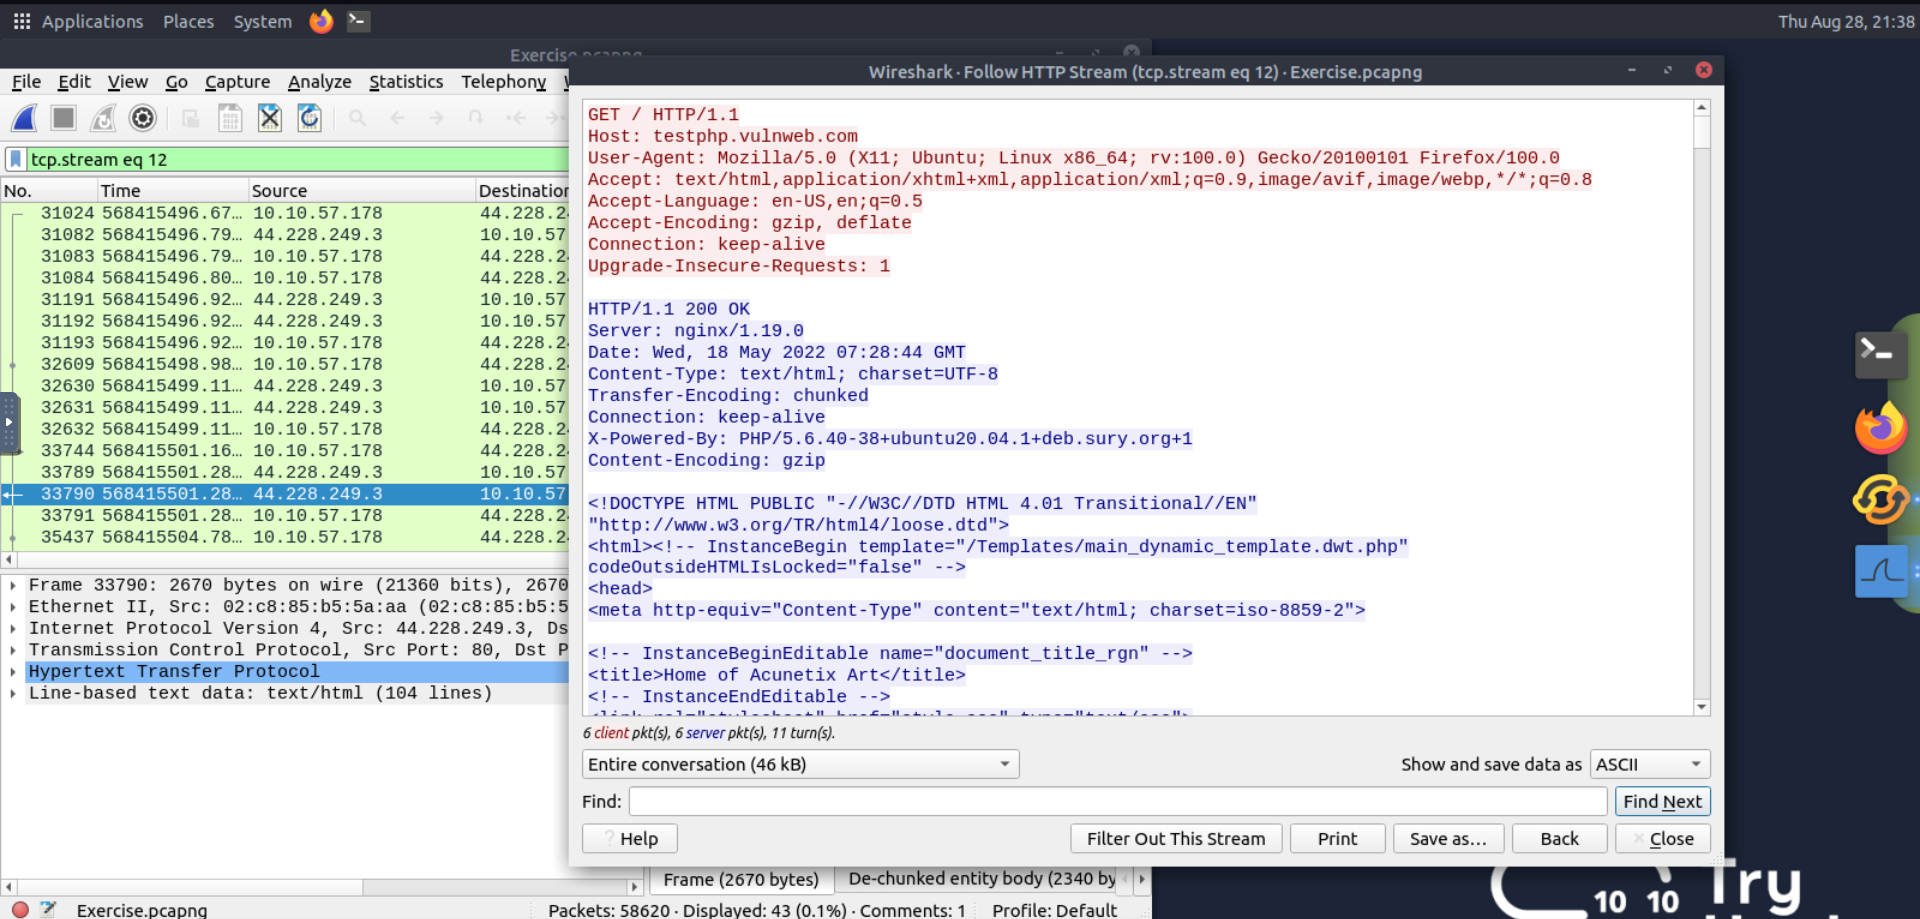 Applications Places System
Thu Aug 28, 21:38
Exercise.pcapng
File Edit View Go Capture Analyze Statistics Telephony
tcp.stream eq 12
No. Time Source Destination
31024 568415496.67… 10.10.57.178 44.228.2
31082 568415496.79… 44.228.249.3 10.10.57
31083 568415496.79… 44.228.249.3 10.10.57
31084 568415496.80… 10.10.57.178 44.228.2
31191 568415496.92… 44.228.249.3 10.10.57
31192 568415496.92… 44.228.249.3 10.10.57
31193 568415496.92… 10.10.57.178 44.228.2
32609 568415498.98… 10.10.57.178 44.228.2
32630 568415499.11… 44.228.249.3 10.10.57
32631 568415499.11… 44.228.249.3 10.10.57
32632 568415499.11… 10.10.57.178 44.228.2
33744 568415501.16… 10.10.57.178 44.228.2
33789 568415501.28… 44.228.249.3 10.10.57
33790 568415501.28… 44.228.249.3 10.10.57
33791 568415501.28… 10.10.57.178 44.228.2
35437 568415504.78… 10.10.57.178 44.228.2
Frame 33790: 2670 bytes on wire (21360 bits), 2670
Ethernet II, Src: 02:c8:85:b5:5a:aa (02:c8:85:b5:5
Internet Protocol Version 4, Src: 44.228.249.3, Ds
Transmission Control Protocol, Src Port: 80, Dst P
Hypertext Transfer Protocol
Line-based text data: text/html (104 lines)
Wireshark · Follow HTTP Stream (tcp.stream eq 12) · Exercise.pcapng
GET / HTTP/1.1
Host: testphp.vulnweb.com
User-Agent: Mozilla/5.0 (X11; Ubuntu; Linux x86_64; rv:100.0) Gecko/20100101 Firefox/100.0
Accept: text/html,application/xhtml+xml,application/xml;q=0.9,image/avif,image/webp,*/*;q=0.8
Accept-Language: en-US,en;q=0.5
Accept-Encoding: gzip, deflate
Connection: keep-alive
Upgrade-Insecure-Requests: 1
HTTP/1.1 200 OK
Server: nginx/1.19.0
Date: Wed, 18 May 2022 07:28:44 GMT
Content-Type: text/html; charset=UTF-8
Transfer-Encoding: chunked
Connection: keep-alive
X-Powered-By: PHP/5.6.40-38+ubuntu20.04.1+deb.sury.org+1
Content-Encoding: gzip
<!DOCTYPE HTML PUBLIC "-//W3C//DTD HTML 4.01 Transitional//EN"
"http://www.w3.org/TR/html4/loose.dtd">
<html><!-- InstanceBegin template="/Templates/main_dynamic_template.dwt.php"
codeOutsideHTMLIsLocked="false" -->
<head>
<meta http-equiv="Content-Type" content="text/html; charset=iso-8859-2">
<!-- InstanceBeginEditable name="document_title_rgn" -->
<title>Home of Acunetix Art</title>
<!-- InstanceEndEditable -->
<link rel="stylesheet" href="style.css" type="text/css">
6 client pkt(s), 6 server pkt(s), 11 turn(s).
Entire conversation (46 kB)
Show and save data as ASCII
Find:
Find Next
Help
Filter Out This Stream
Print
Save as…
Back
Close
Frame (2670 bytes) De-chunked entity body (2340 by
Exercise.pcapng
Packets: 58620 · Displayed: 43 (0.1%) · Comments: 1
Profile: Default
10 10
Try